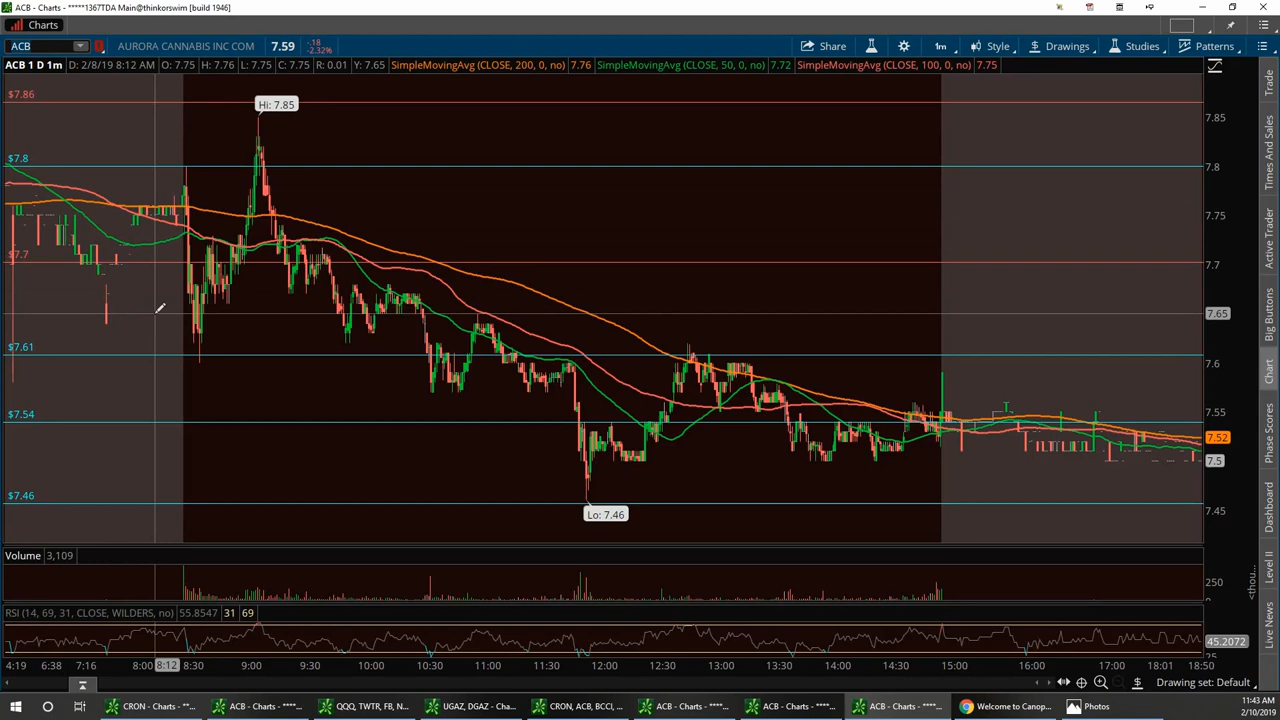 ACB - Charts - *****1367TDA Main@thinkorswim [build 1946]
Charts
ACB AURORA CANNABIS INC COM 7.59 .18 -2.32% Share 1m Style Drawings Studies Patterns
ACB 1 D 1m D: 2/8/19 8:12 AM O: 7.75 H: 7.76 L: 7.75 C: 7.75 R: 0.01 Y: 7.65 SimpleMovingAvg (CLOSE, 200, 0, no) 7.76 SimpleMovingAvg (CLOSE, 50, 0, no) 7.72 SimpleMovingAvg (CLOSE, 100, 0, no) 7.75
$7.86
Hi: 7.85
7.85
$7.8
7.8
7.75
$7.7
7.7
7.65
$7.61
7.6
$7.54
7.55
7.52
7.5
$7.46
Lo: 7.46
7.45
Volume 3,109
250
0
<thou...
RSI (14, 69, 31, CLOSE, WILDERS, no) 55.8547 31 69
45.2072
25
4:19 6:38 7:16 8:00 8:12 8:30 9:00 9:30 10:00 10:30 11:00 11:30 12:00 12:30 13:00 13:30 14:00 14:30 15:00 16:00 17:00 18:01 18:50
Drawing set: Default
Trade
Times And Sales
Active Trader
Big Buttons
Chart
Phase Scores
Dashboard
Level II
Live News
CRON - Charts - **... ACB - Charts - ****... QQQ, TWTR, FB, N... UGAZ, DGAZ - Cha... CRON, ACB, BCCI, ... ACB - Charts - ****... ACB - Charts - ****... ACB - Charts - ****... Welcome to Canop... Photos
11:43 AM
2/10/2019